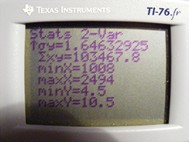 TEXAS INSTRUMENTS TI-76.fr
Stats 2-Var
↑σy=1.64632925
Σxy=103467.8
minX=1008
maxX=2494
minY=4.5
maxY=10.5